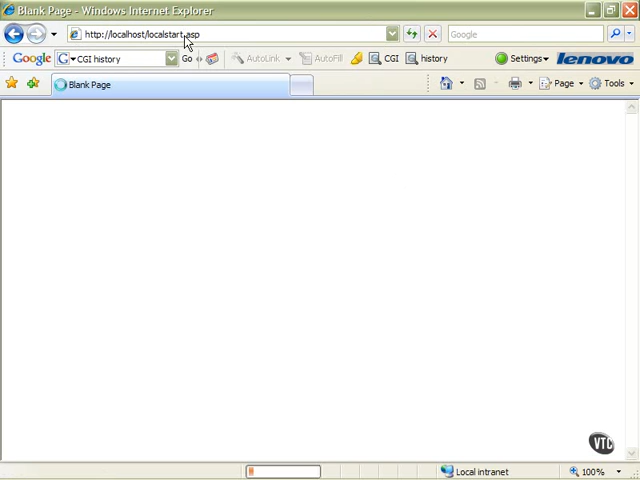 Blank Page - Windows Internet Explorer
http://localhost/localstart.asp
Google
Google
G CGI history
Go
AutoLink
AutoFill
CGI
history
Settings
lenovo
Blank Page
Page
Tools
VTC
Local intranet
100%